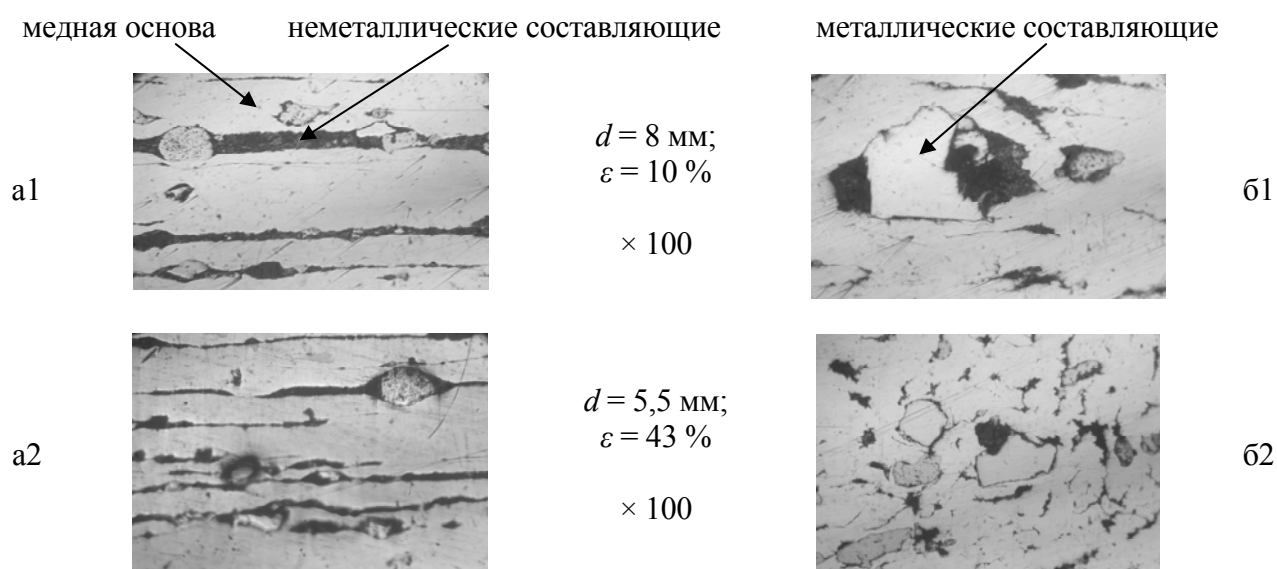 медная основа неметаллические составляющие металлические составляющие
d = 8 мм;
ε = 10 %
а1 б1
× 100
d = 5,5 мм;
ε = 43 %
а2 б2
× 100